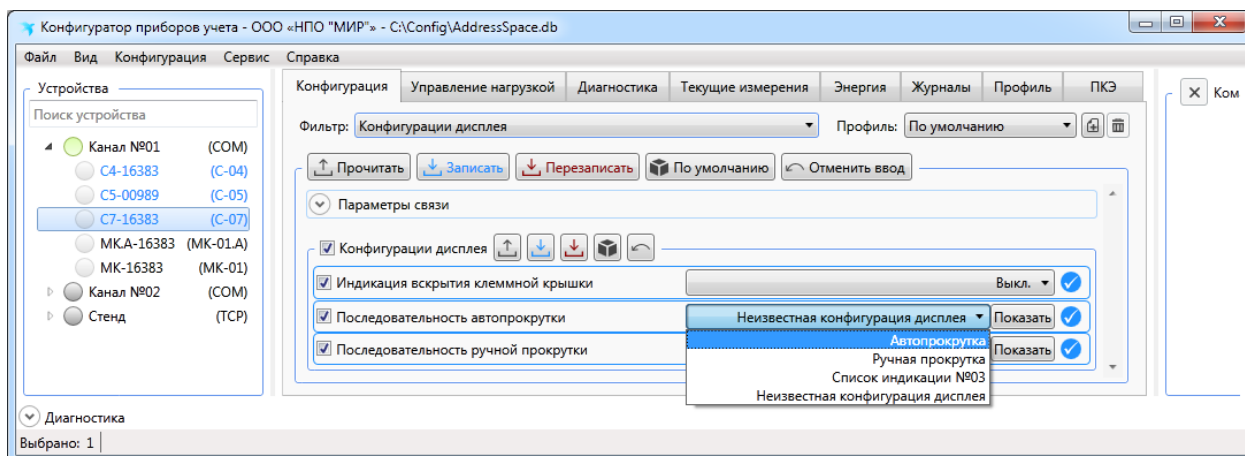 Конфигуратор приборов учета - ООО «НПО "МИР"» - C:\Config\AddressSpace.db
Файл Вид Конфигурация Сервис Справка
Устройства
Поиск устройства
Канал №01 (COM)
C4-16383 (C-04)
C5-00989 (C-05)
C7-16383 (C-07)
МК.А-16383 (МК-01.А)
МК-16383 (МК-01)
Канал №02 (COM)
Стенд (TCP)
Конфигурация Управление нагрузкой Диагностика Текущие измерения Энергия Журналы Профиль ПКЭ
Фильтр: Конфигурации дисплея Профиль: По умолчанию
Прочитать Записать Перезаписать По умолчанию Отменить ввод
Параметры связи
Конфигурации дисплея
Индикация вскрытия клеммной крышки Выкл.
Последовательность автопрокрутки Неизвестная конфигурация дисплея Показать
Последовательность ручной прокрутки Показать
Автопрокрутка
Ручная прокрутка
Список индикации №03
Неизвестная конфигурация дисплея
Ком
Диагностика
Выбрано: 1